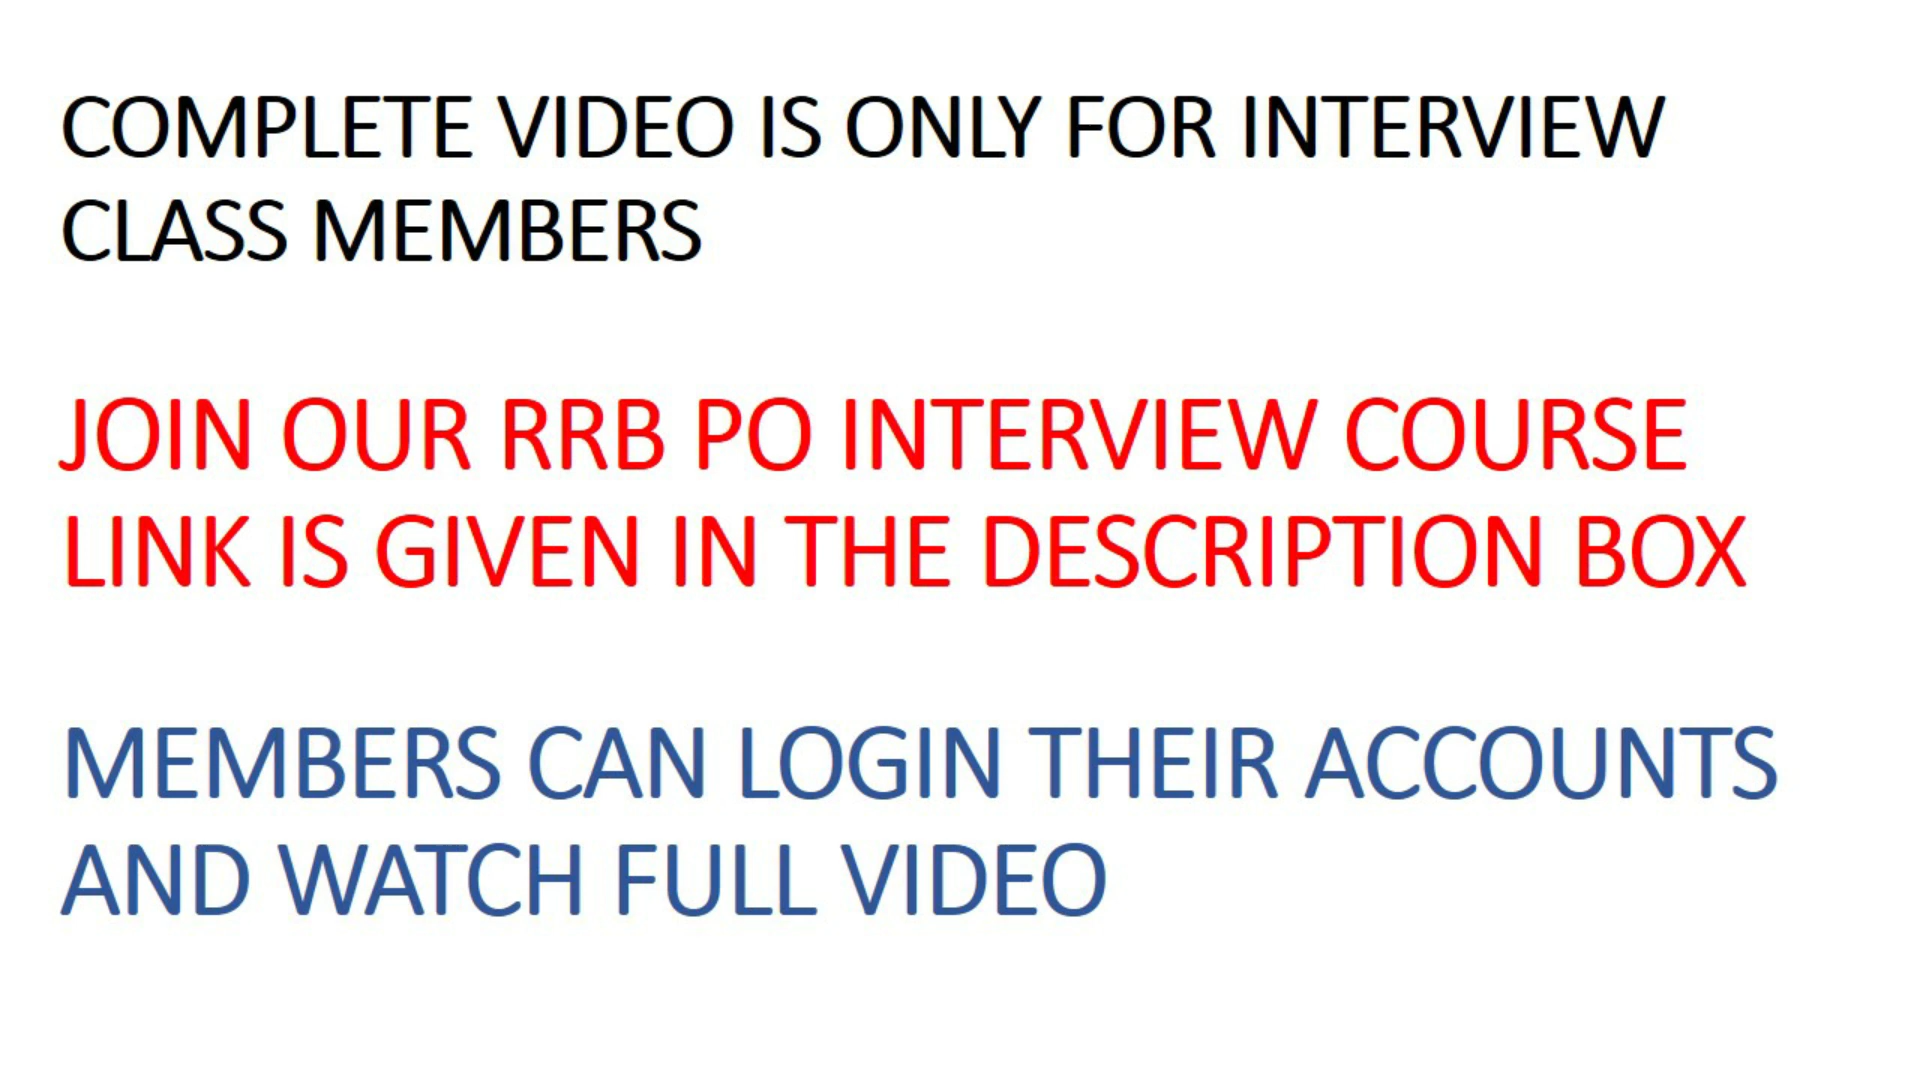 COMPLETE VIDEO IS ONLY FOR INTERVIEW
CLASS MEMBERS
JOIN OUR RRB PO INTERVIEW COURSE
LINK IS GIVEN IN THE DESCRIPTION BOX
MEMBERS CAN LOGIN THEIR ACCOUNTS
AND WATCH FULL VIDEO